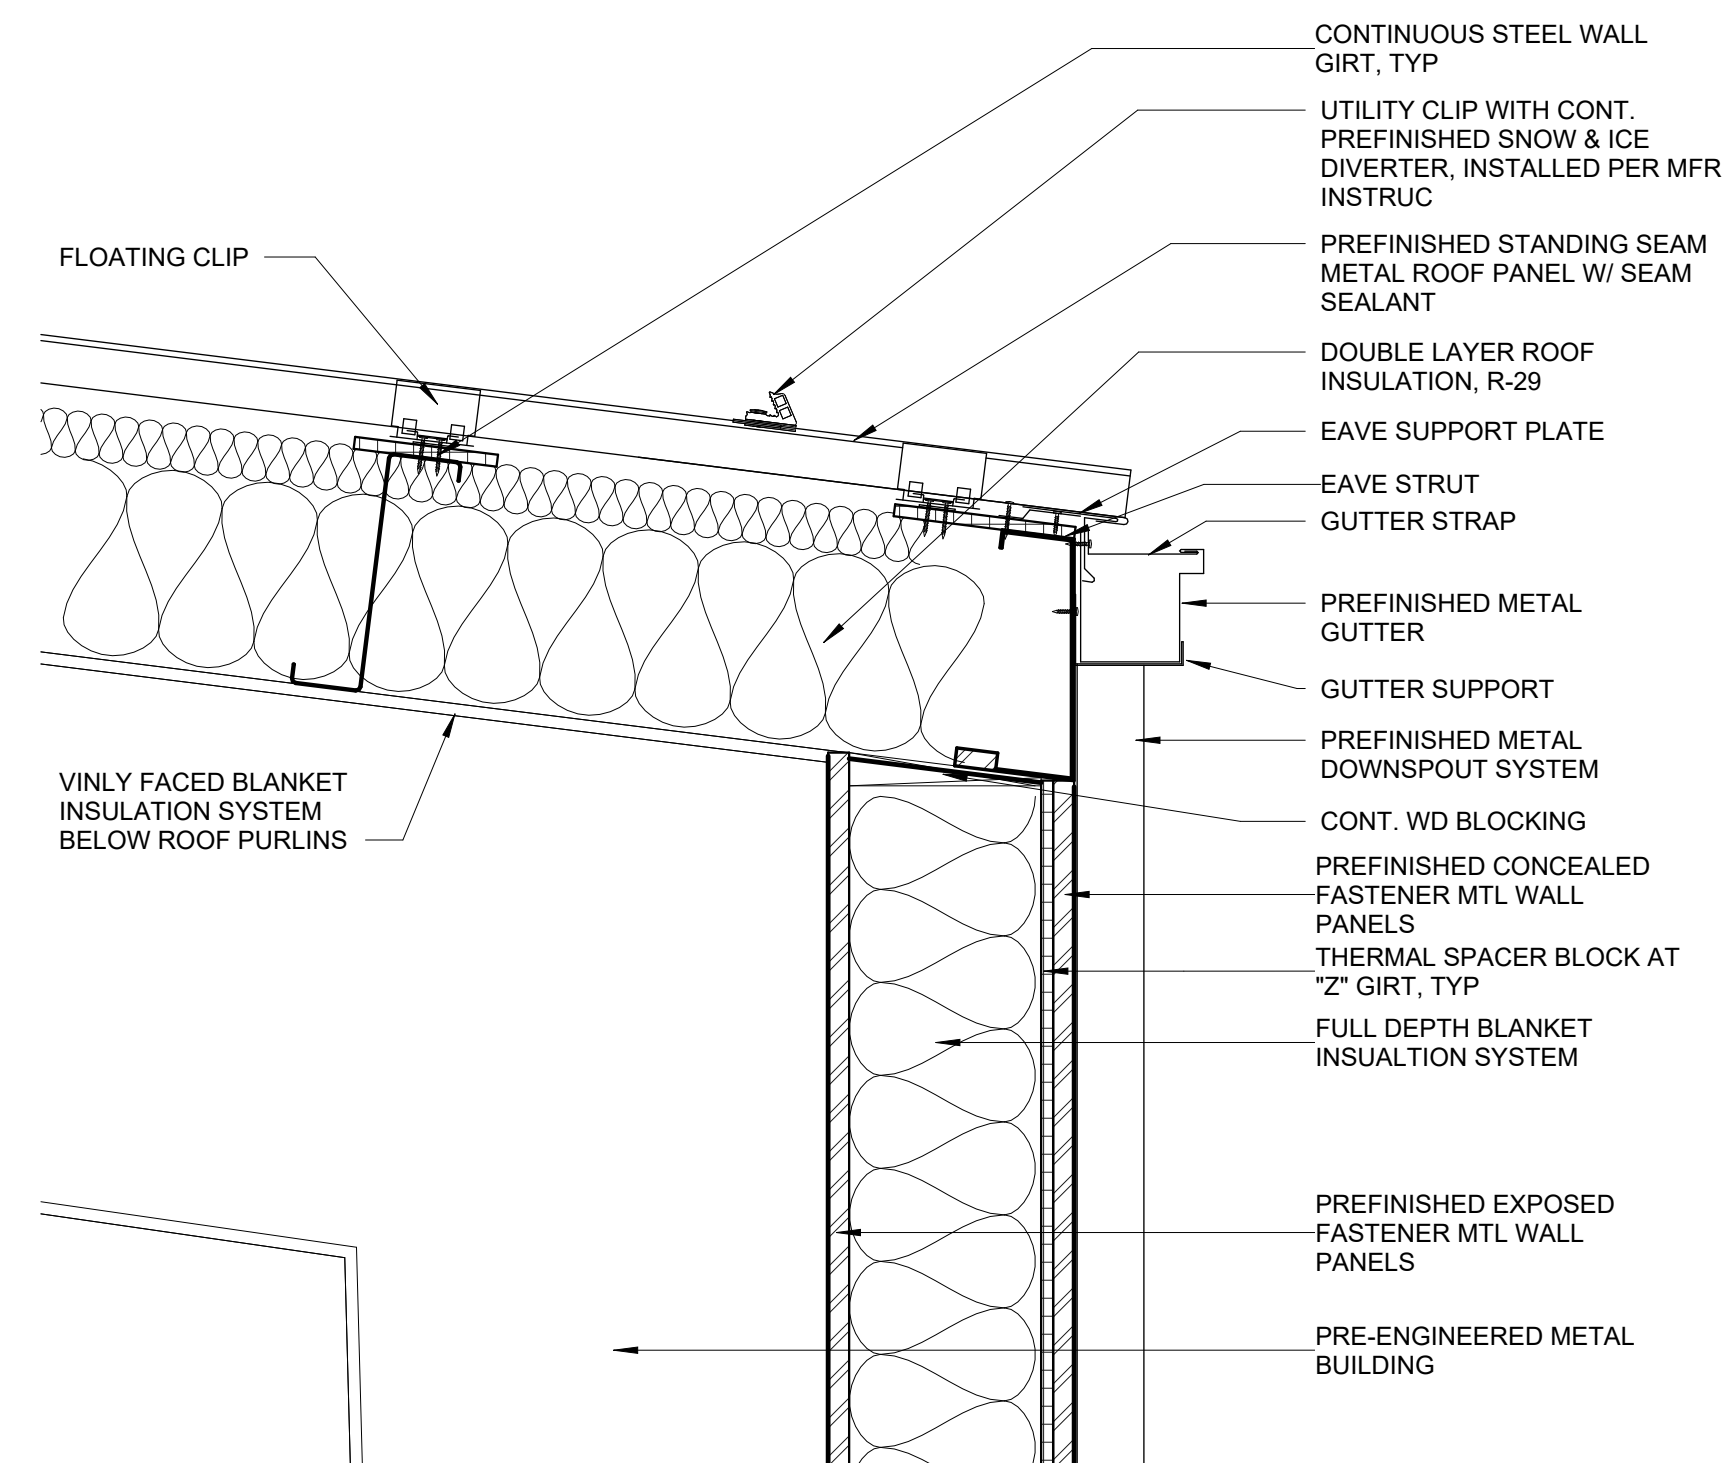 CONTINUOUS STEEL WALL
GIRT, TYP
UTILITY CLIP WITH CONT.
PREFINISHED SNOW & ICE
DIVERTER, INSTALLED PER MFR
INSTRUC
FLOATING CLIP
PREFINISHED STANDING SEAM
METAL ROOF PANEL W/ SEAM
SEALANT
DOUBLE LAYER ROOF
INSULATION, R-29
EAVE SUPPORT PLATE
EAVE STRUT
GUTTER STRAP
PREFINISHED METAL
GUTTER
GUTTER SUPPORT
PREFINISHED METAL
DOWNSPOUT SYSTEM
VINLY FACED BLANKET
INSULATION SYSTEM
BELOW ROOF PURLINS
CONT. WD BLOCKING
PREFINISHED CONCEALED
FASTENER MTL WALL
PANELS
THERMAL SPACER BLOCK AT
"Z" GIRT, TYP
FULL DEPTH BLANKET
INSUALTION SYSTEM
PREFINISHED EXPOSED
FASTENER MTL WALL
PANELS
PRE-ENGINEERED METAL
BUILDING